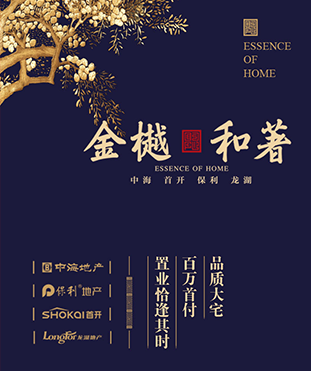 ESSENCE
OF
HOME
金樾 和著
ESSENCE OF HOME
中海 首开 保利 龙湖
品质大宅
百万首付
置业恰逢其时
中海地产
保利®地产
SHOKAI首开
Longfor龙湖地产